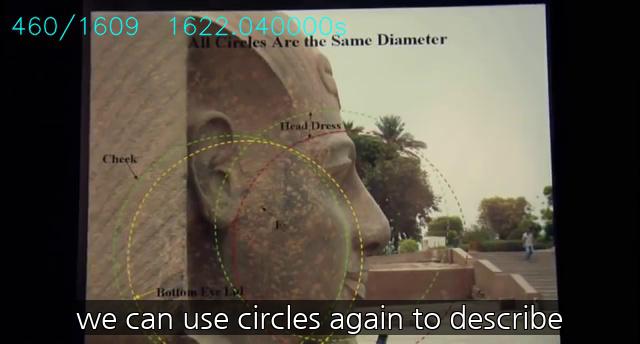 460/1609 1622.040000s
All Circles Are the Same Diameter
Head Dress
Cheek
Bottom Eye Lid
we can use circles again to describe